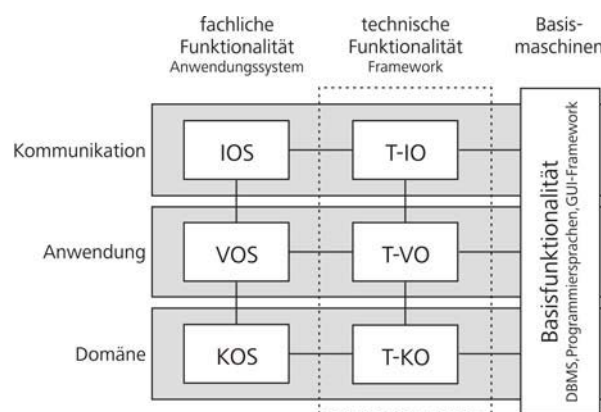 fachliche
Funktionalität
Anwendungssystem
technische
Funktionalität
Framework
Basis-
maschinen
Kommunikation
IOS
T-IO
Anwendung
VOS
T-VO
Domäne
KOS
T-KO
Basisfunktionalität
DBMS,Programmiersprachen,GUI-Framework